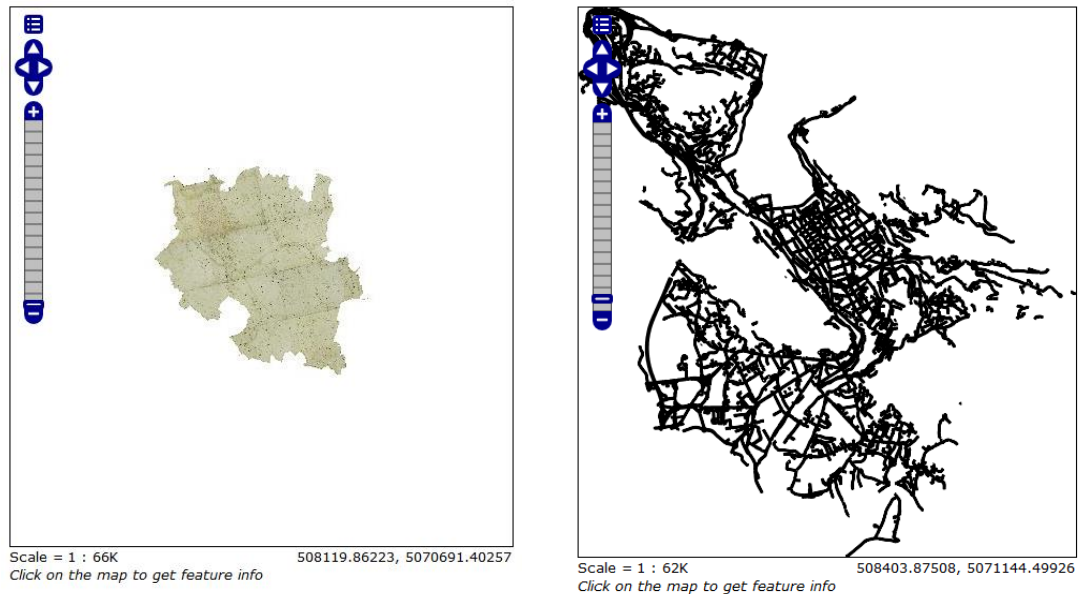 Scale = 1 : 66K
508119.86223, 5070691.40257
Click on the map to get feature info
Scale = 1 : 62K
508403.87508, 5071144.49926
Click on the map to get feature info